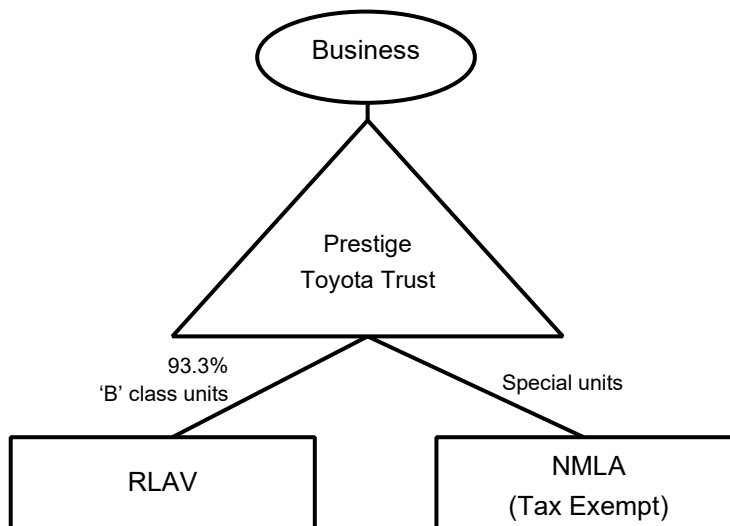 Business
Prestige
Toyota Trust
93.3%
‘B’ class units
Special units
RLAV
NMLA
(Tax Exempt)